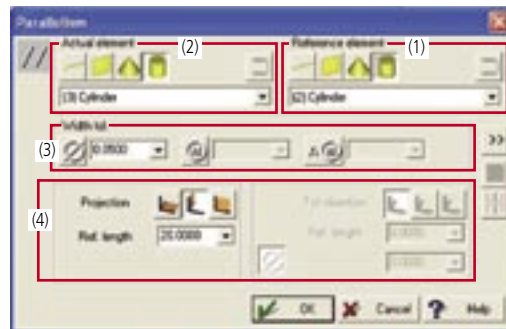 Parallelism
Actual element (2)
Reference element (1)
(3) Cylinder
(2) Cylinder
Width tol.
(3) 0.0500
(4)
Projection
Ref. length 20.0000
OK Cancel Help